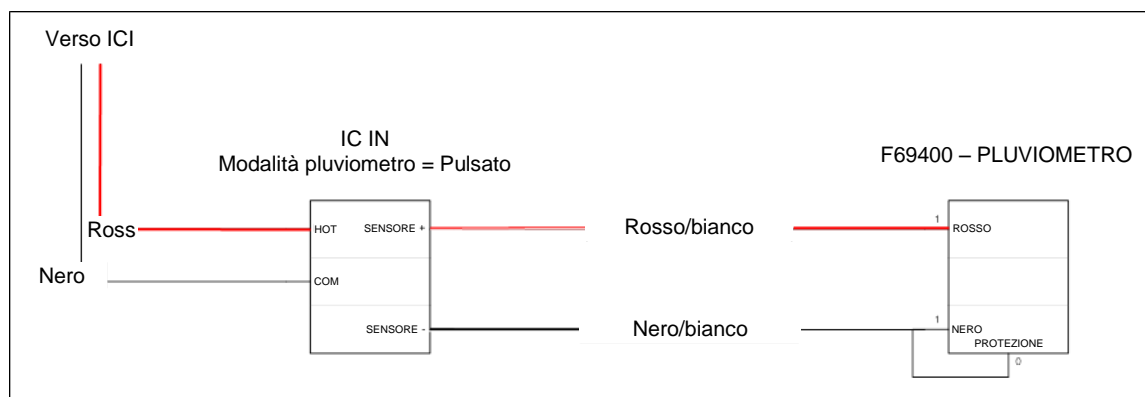 Verso ICI
IC IN
Modalità pluviometro = Pulsato
F69400 – PLUVIOMETRO
Ross
HOT
SENSORE +
Rosso/bianco
1
ROSSO
Nero
COM
SENSORE -
Nero/bianco
1
NERO
PROTEZIONE
0